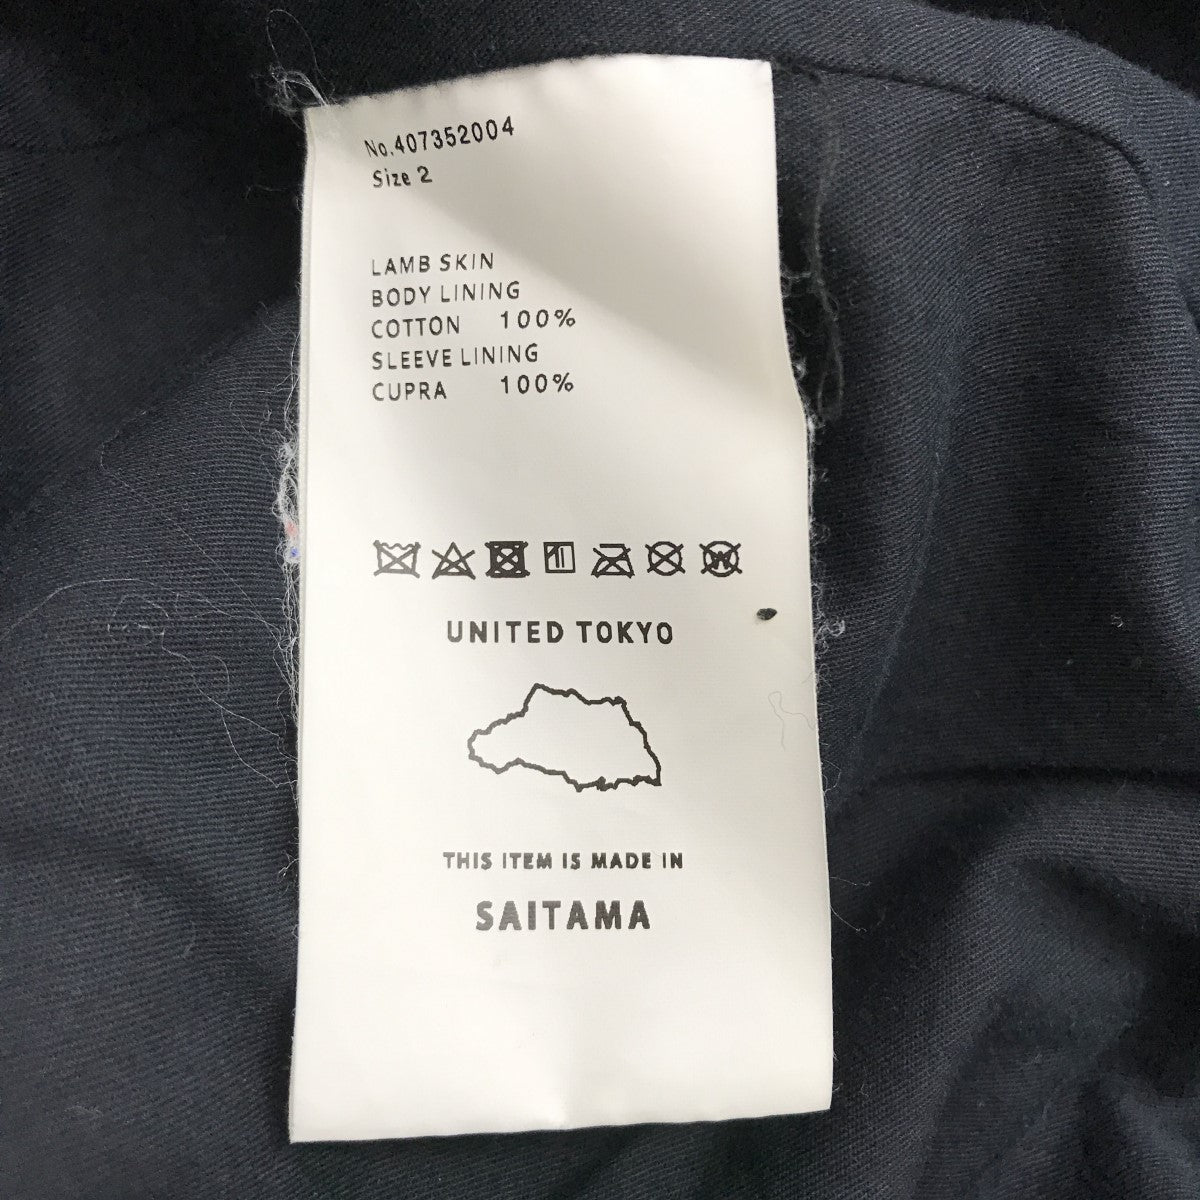 No.407352004
Size 2
LAMB SKIN
BODY LINING
COTTON 100%
SLEEVE LINING
CUPRA 100%
W
UNITED TOKYO
THIS ITEM IS MADE IN
SAITAMA